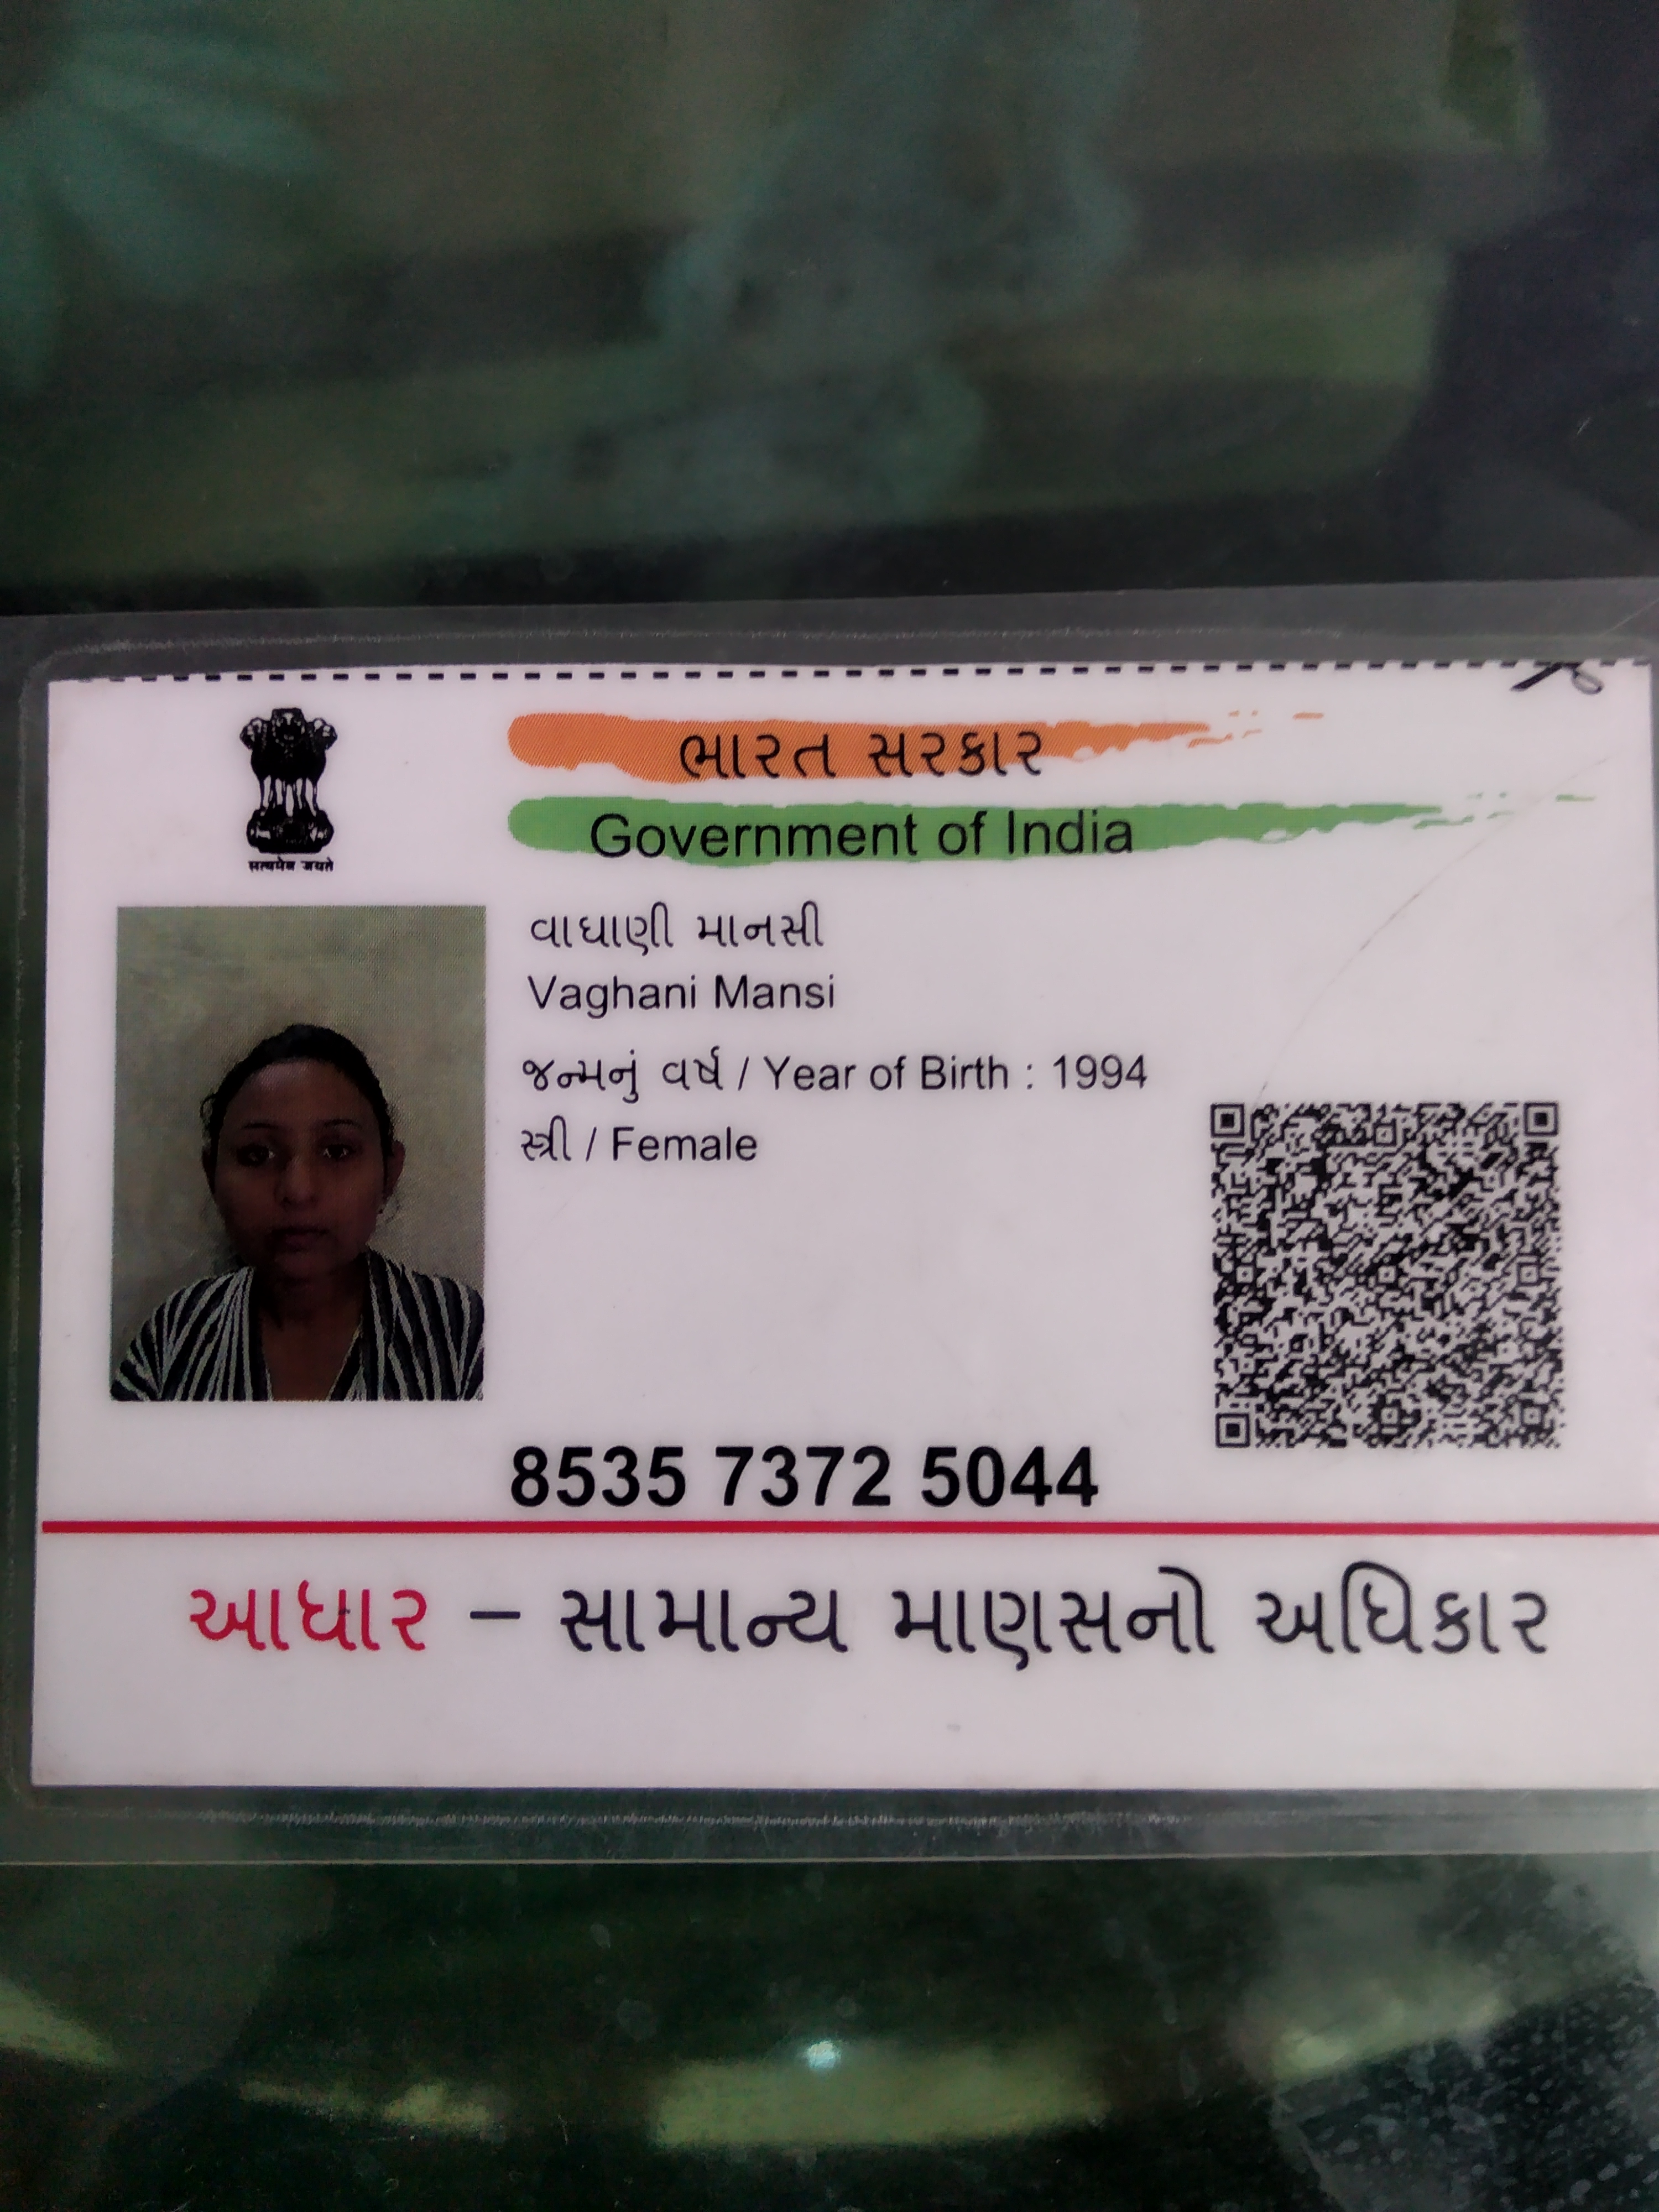 ભારત સરકાર
Government of India
सत्यमेव जयते
વાઘાણી માનસી
Vaghani Mansi
જન્મનું વર્ષ / Year of Birth : 1994
સ્ત્રી / Female
8535 7372 5044
આધાર – સામાન્ય માણસનો અધિકાર